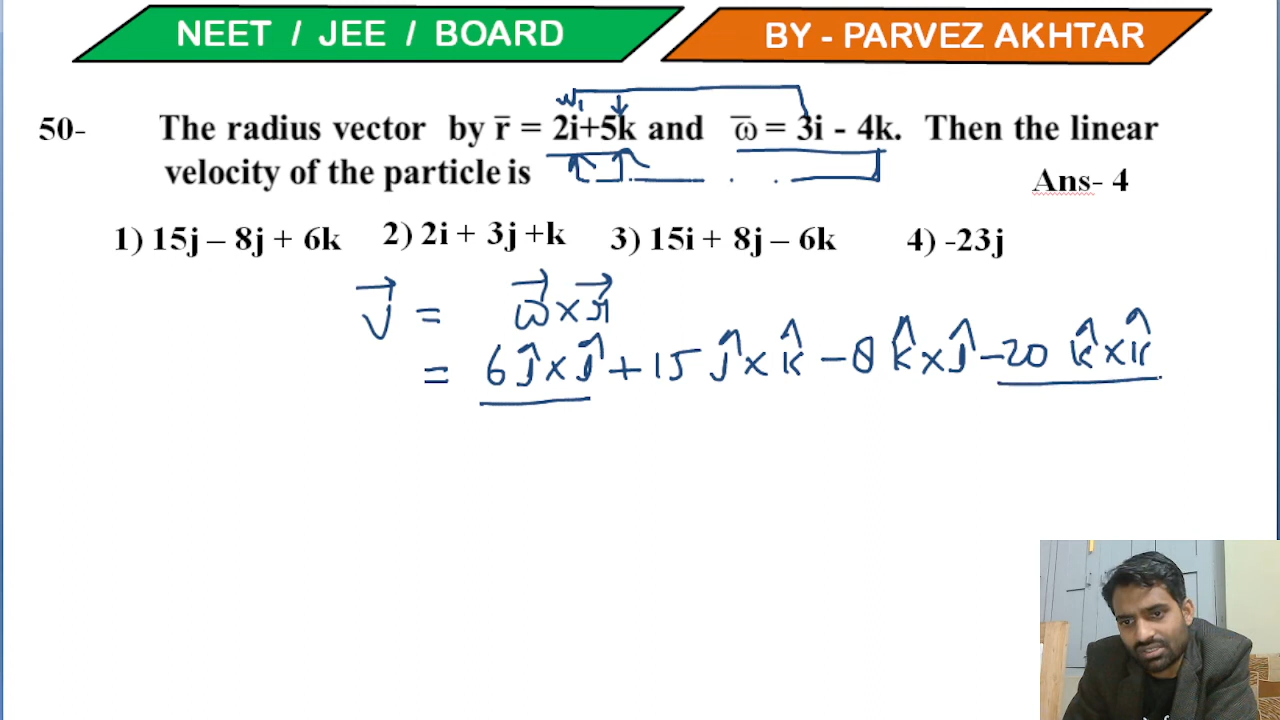 NEET / JEE / BOARD
BY - PARVEZ AKHTAR
50- The radius vector by r̅ = 2i+5k and ω̅ = 3i - 4k. Then the linear
velocity of the particle is
Ans- 4
1) 15j – 8j + 6k 2) 2i + 3j +k 3) 15i + 8j – 6k 4) -23j
v⃗ = ω⃗ × r⃗
= 6 ĵ × ĵ + 15 ĵ × k̂ – 8 k̂ × ĵ – 20 k̂ × k̂